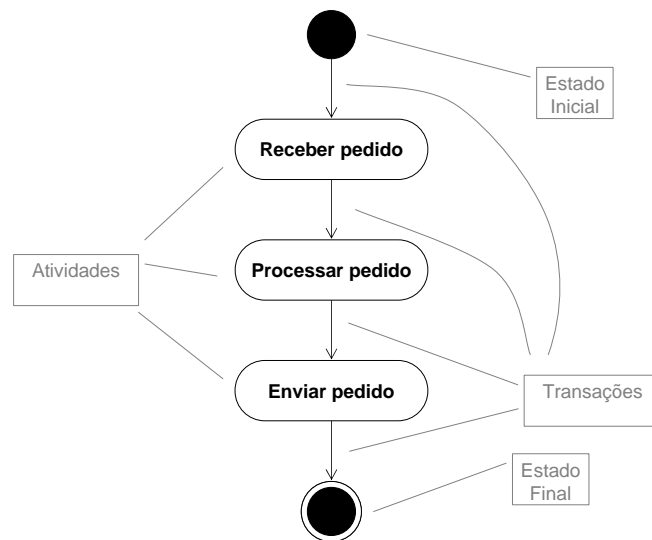 Estado
Inicial
Receber pedido
Atividades
Processar pedido
Enviar pedido
Transações
Estado
Final